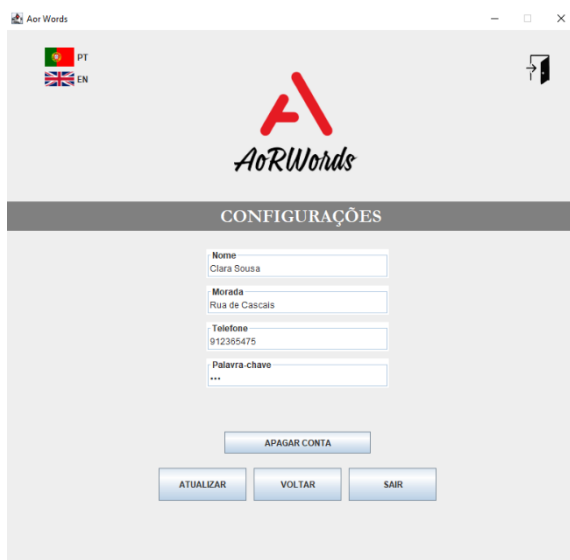 Aor Words
PT
EN
AoRWords
CONFIGURAÇÕES
Nome
Clara Sousa
Morada
Rua de Cascais
Telefone
912365475
Palavra-chave
•••
APAGAR CONTA
ATUALIZAR VOLTAR SAIR